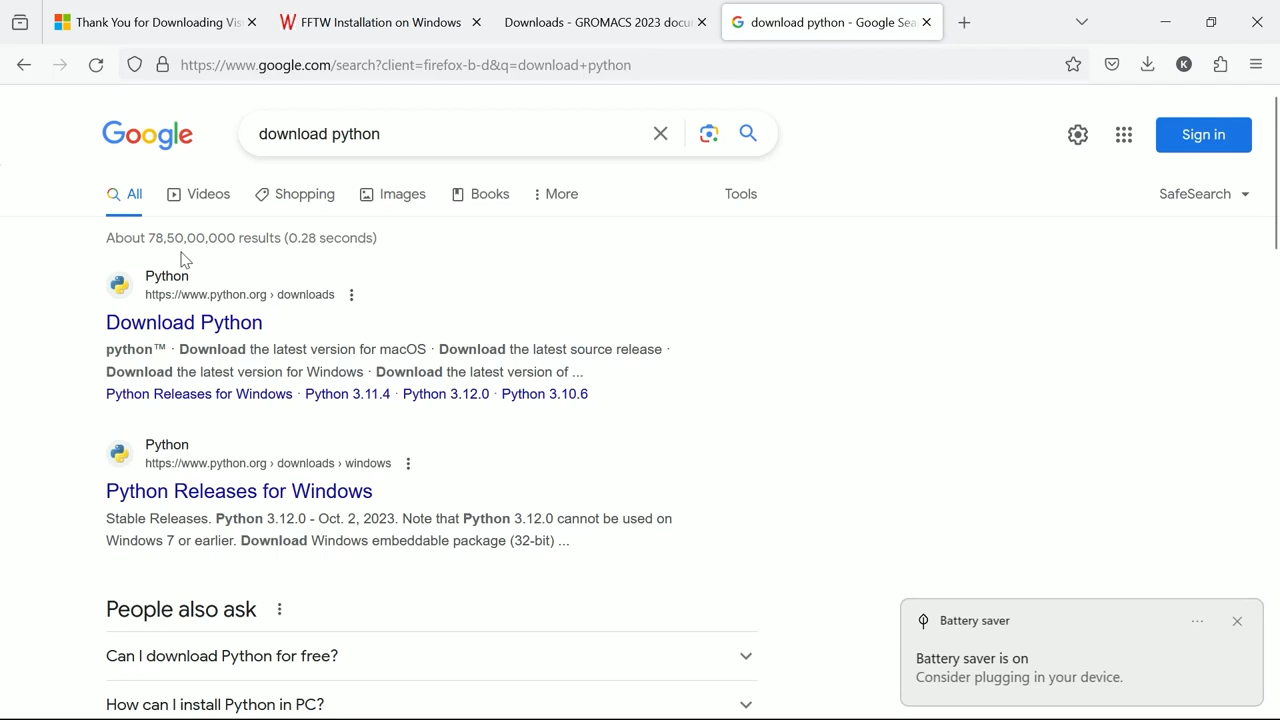 Thank You for Downloading Vis
FFTW Installation on Windows
Downloads - GROMACS 2023 docu
download python - Google Sea
https://www.google.com/search?client=firefox-b-d&q=download+python
K
Google
download python
Sign in
All
Videos
Shopping
Images
Books
More
Tools
SafeSearch
About 78,50,00,000 results (0.28 seconds)
Python
https://www.python.org › downloads
Download Python
python™ · Download the latest version for macOS · Download the latest source release ·
Download the latest version for Windows · Download the latest version of ...
Python Releases for Windows · Python 3.11.4 · Python 3.12.0 · Python 3.10.6
Python
https://www.python.org › downloads › windows
Python Releases for Windows
Stable Releases. Python 3.12.0 - Oct. 2, 2023. Note that Python 3.12.0 cannot be used on
Windows 7 or earlier. Download Windows embeddable package (32-bit) ...
People also ask
Can I download Python for free?
How can I install Python in PC?
Battery saver
Battery saver is on
Consider plugging in your device.